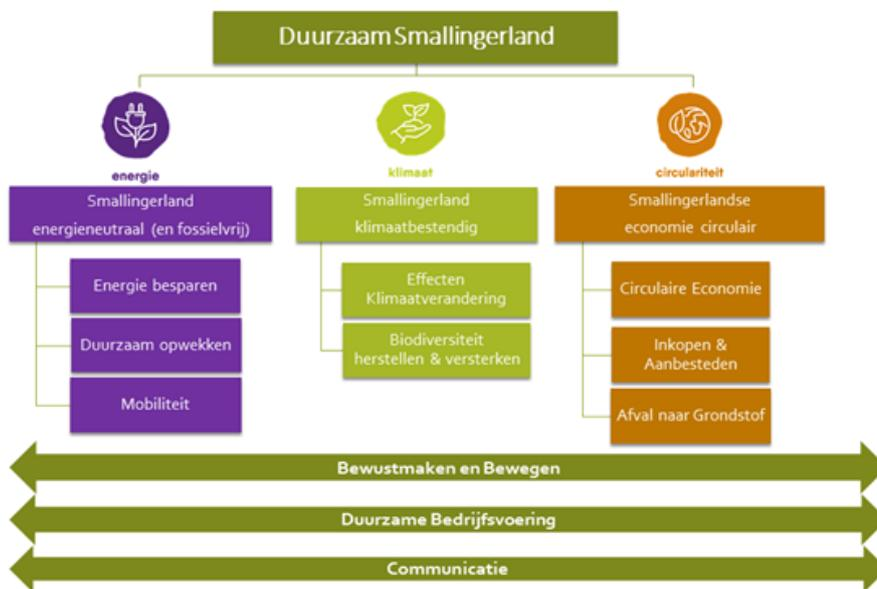 Duurzaam Smallingerland
energie
Smallingerland
energieneutraal (en fossielvrij)
Energie besparen
Duurzaam opwekken
Mobiliteit
klimaat
Smallingerland
klimaatbestendig
Effecten
Klimaatverandering
Biodiversiteit
herstellen & versterken
circulariteit
Smallingerlandse
economie circulair
Circulaire Economie
Inkopen &
Aanbesteden
Afval naar Grondstof
Bewustmaken en Bewegen
Duurzame Bedrijfsvoering
Communicatie